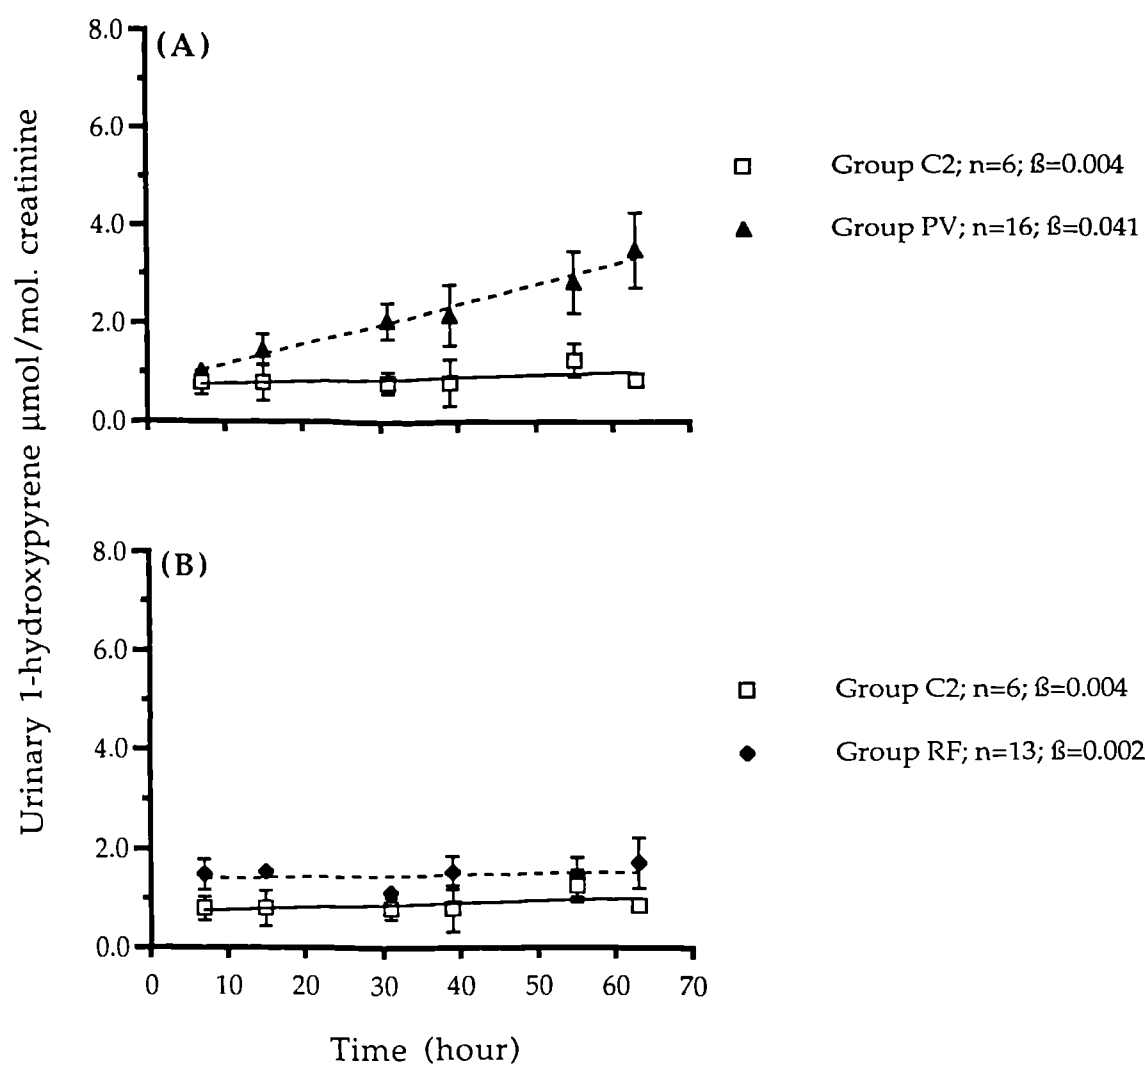 Urinary 1-hydroxypyrene µmol/mol. creatinine
(A)
8.0
6.0
4.0
2.0
0.0
Group C2; n=6; ß=0.004
Group PV; n=16; ß=0.041
(B)
8.0
6.0
4.0
2.0
0.0
Group C2; n=6; ß=0.004
Group RF; n=13; ß=0.002
0 10 20 30 40 50 60 70
Time (hour)